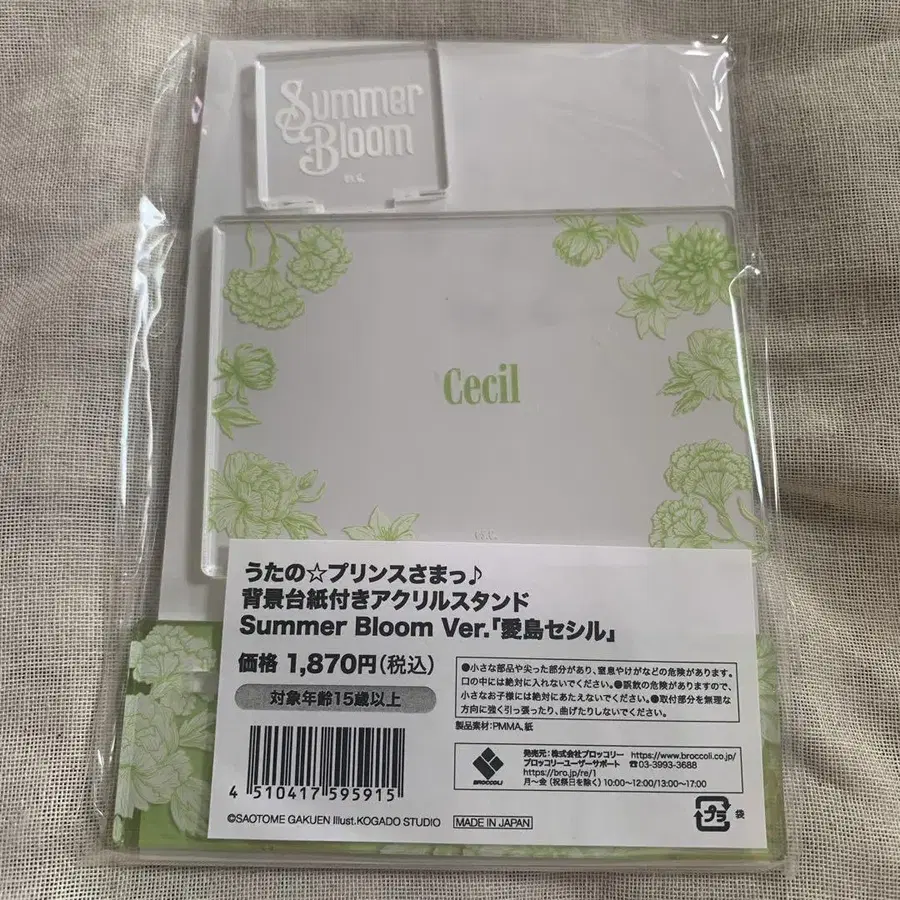 Summer
Bloom
Cecil
うたの☆プリンスさまっ♪
背景台紙付きアクリルスタンド
Summer Bloom Ver.「愛島セシル」
価格 1,870円(税込)
対象年齢15歳以上
●小さな部品や尖った部分があり、窒息やけがなどの危険があります。
口の中には絶対に入れないでください。●誤飲の危険がありますので、
小さなお子様には絶対にあたえないでください。●取付部分を無理な
方向に強く引っ張ったり、曲げたりしないでください。
製品素材:PMMA、紙
4 510417 595915
BROCCOLI
発売元:株式会社ブロッコリー https://www.broccoli.co.jp/
ブロッコリーユーザーサポート ☎03-3993-3688
https://bro.jp/re/1
月～金(祝祭日を除く)10:00～12:00/13:00～17:00
©SAOTOME GAKUEN Illust.KOGADO STUDIO
MADE IN JAPAN
プラ 袋